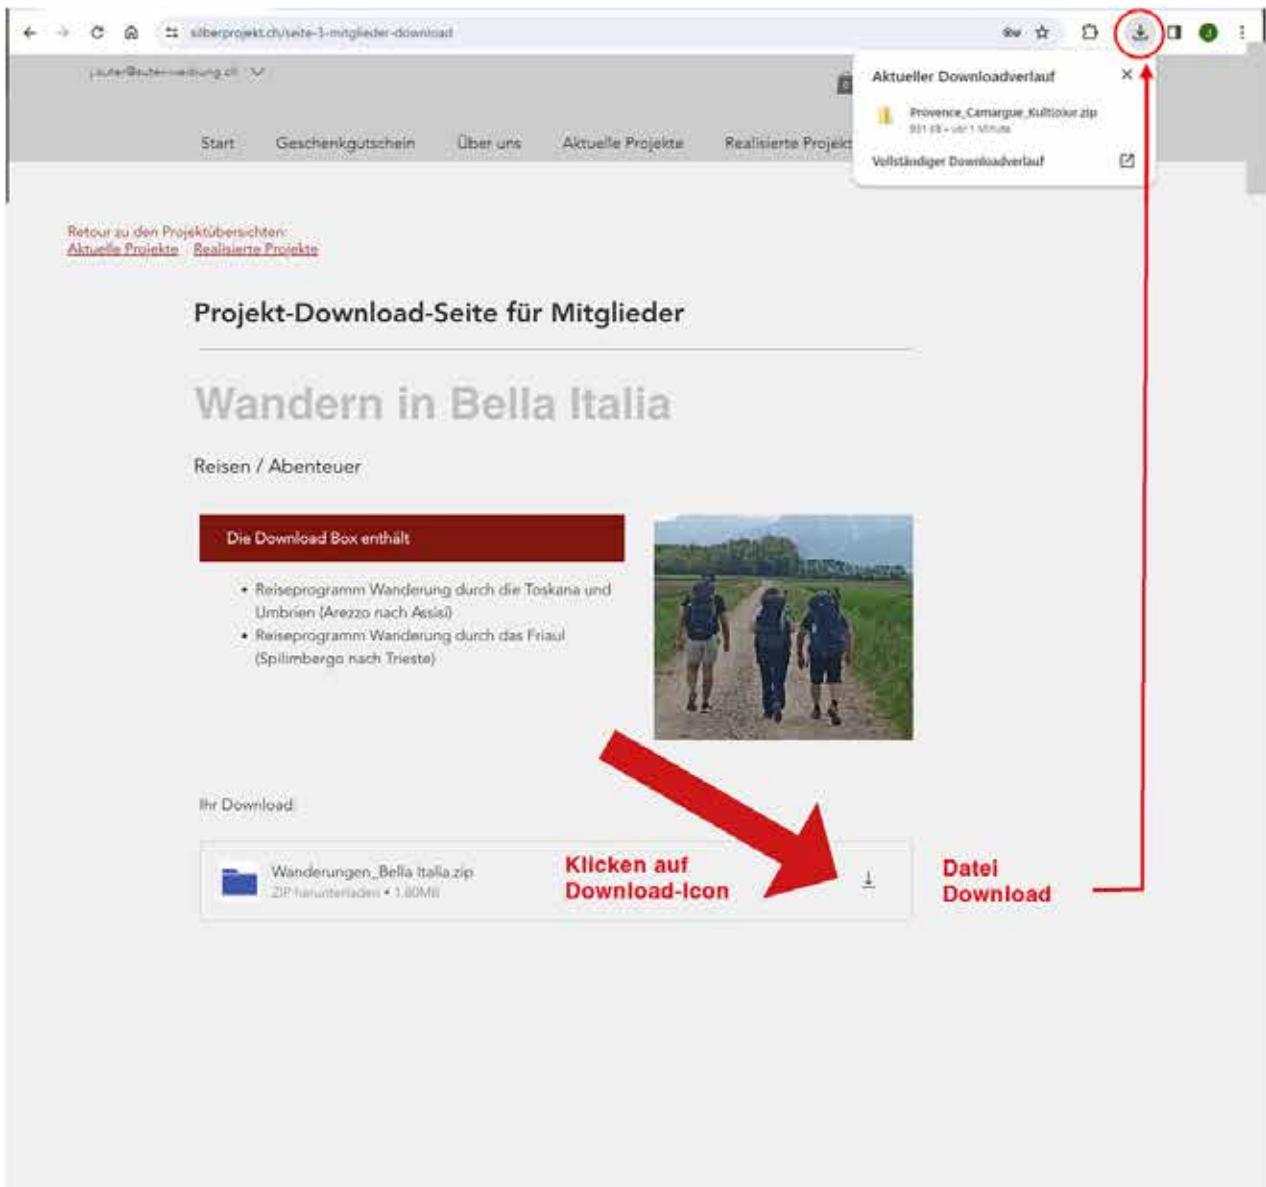 silberprojekt.ch/seite-3-mitglieder-download
Aktueller Downloadverlauf
Provence_Camargue_Kulttour.zip
vor 1 Minute
Vollständiger Downloadverlauf
Start Geschenkgutschein Über uns Aktuelle Projekte Realisierte Projekt
Retour zu den Projektübersichten:
Aktuelle Projekte Realisierte Projekte
Projekt-Download-Seite für Mitglieder
Wandern in Bella Italia
Reisen / Abenteuer
Die Download Box enthält
• Reiseprogramm Wanderung durch die Toskana und
Umbrien (Arezzo nach Assisi)
• Reiseprogramm Wanderung durch das Friaul
(Spilimbergo nach Trieste)
Ihr Download:
Wanderungen_Bella Italia.zip
ZIP herunterladen • 1.80MB
Klicken auf
Download-Icon
Datei
Download